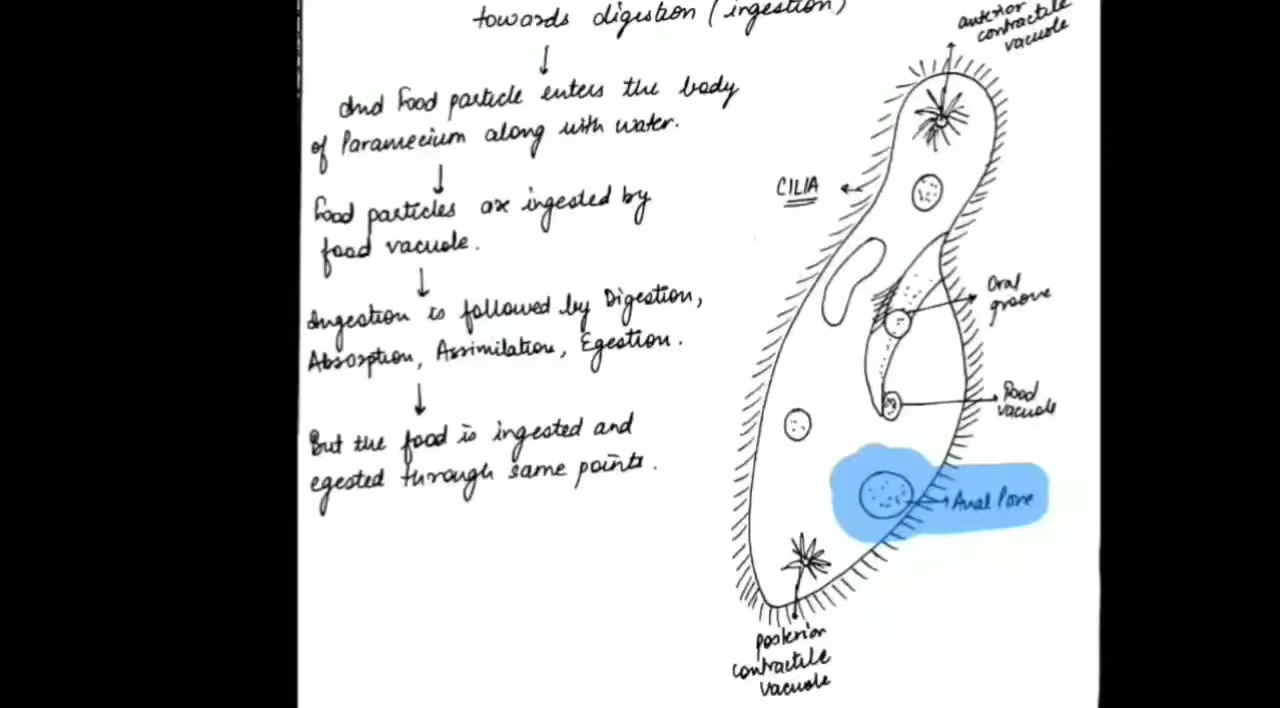 towards digestion (ingestion)
And Food particle enters the body
of Paramecium along with water.
Food particles are ingested by
food vacuole.
Ingestion is followed by Digestion,
Absorption, Assimilation, Egestion.
But the food is ingested and
egested through same points.
anterior
contractile
vacuole
CILIA
Oral
groove
Food
vacuole
Anal Pore
posterior
contractile
vacuole